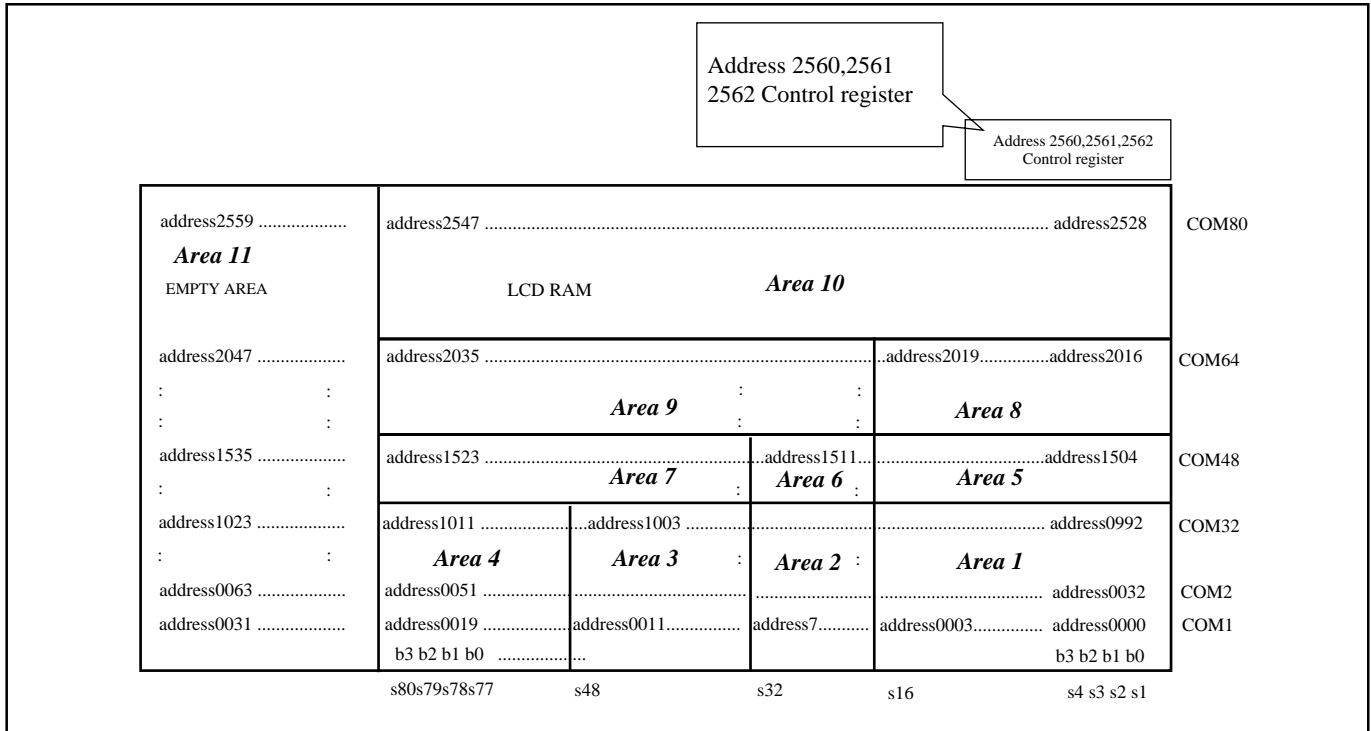 Address 2560,2561
2562 Control register
Address 2560,2561,2562
Control register
address2559 ................... address2547 ........................................................................................................................... address2528 COM80
Area 11
EMPTY AREA LCD RAM Area 10
address2047 ................... address2035 .......................................................................................address2019...............address2016 COM64
: : : :
Area 9 Area 8
: : : :
address1535 ................... address1523 .............................................................address1511.........................................address1504 COM48
Area 7 Area 6 Area 5
: : : :
address1023 ................... address1011 .......................address1003 .............................................................................. address0992 COM32
: : Area 4 Area 3 : Area 2 : Area 1
address0063 ................... address0051 ................................................................................................................................ address0032 COM2
address0031 ................... address0019 ...................address0011................ address7........... address0003............... address0000 COM1
b3 b2 b1 b0 ................... b3 b2 b1 b0
s80s79s78s77 s48 s32 s16 s4 s3 s2 s1